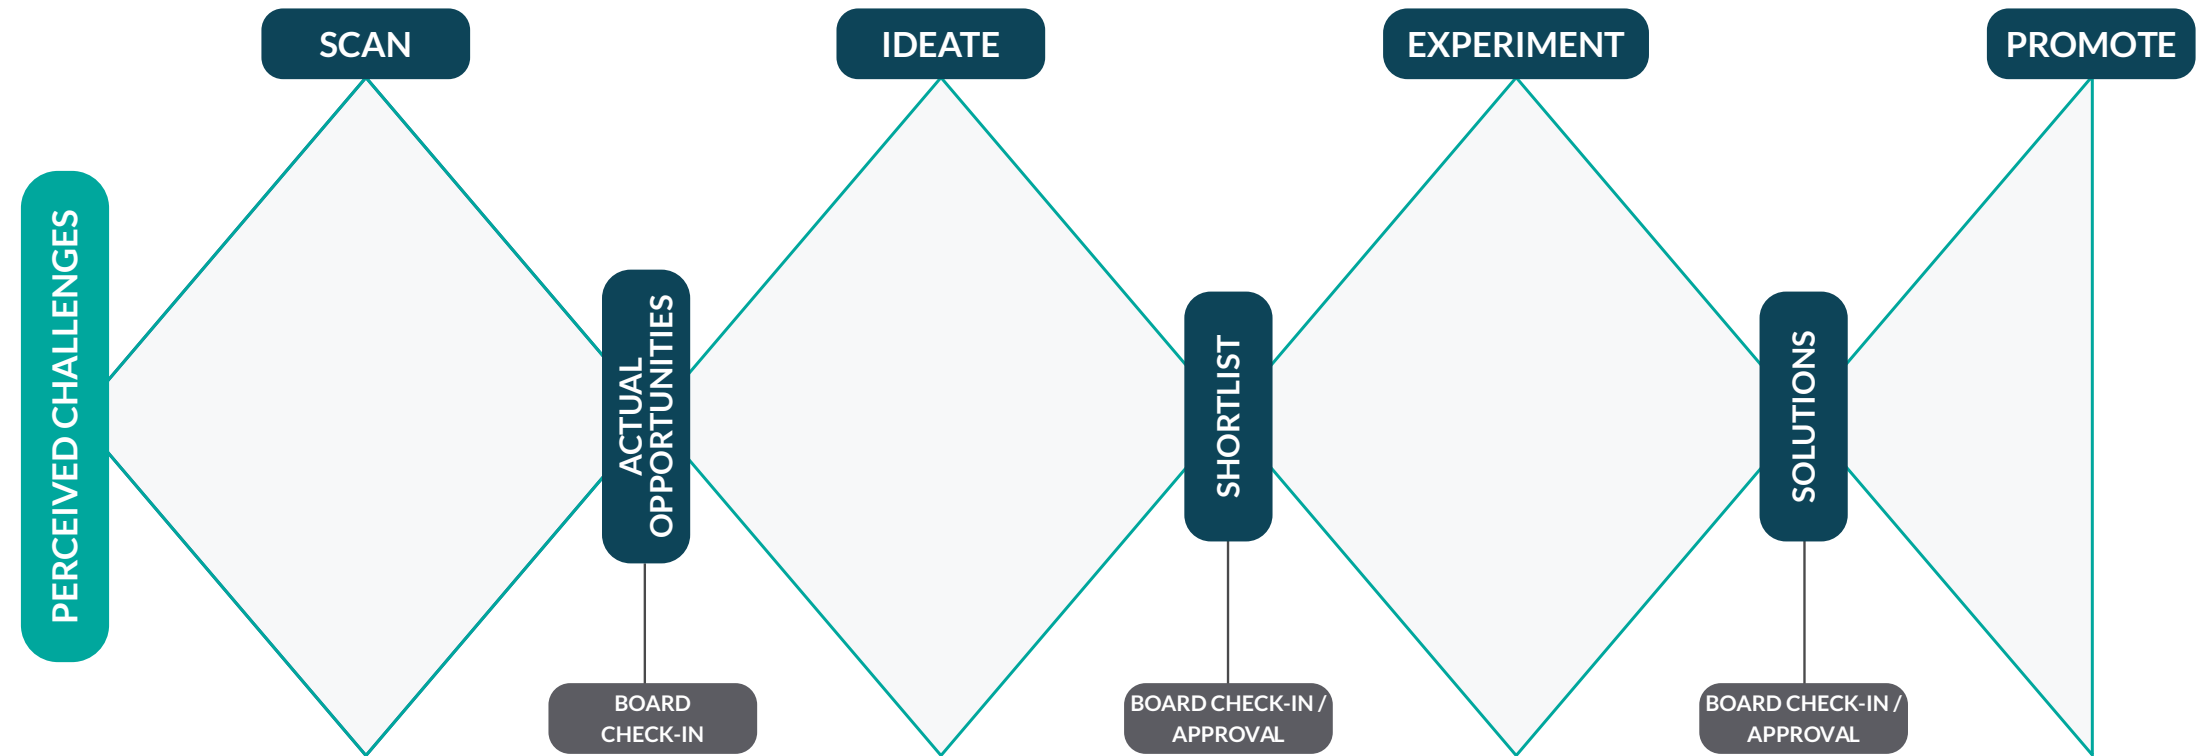 SCAN
IDEATE
EXPERIMENT
PROMOTE
PERCEIVED CHALLENGES
ACTUAL
OPPORTUNITIES
SHORTLIST
SOLUTIONS
BOARD
CHECK-IN
BOARD CHECK-IN /
APPROVAL
BOARD CHECK-IN /
APPROVAL